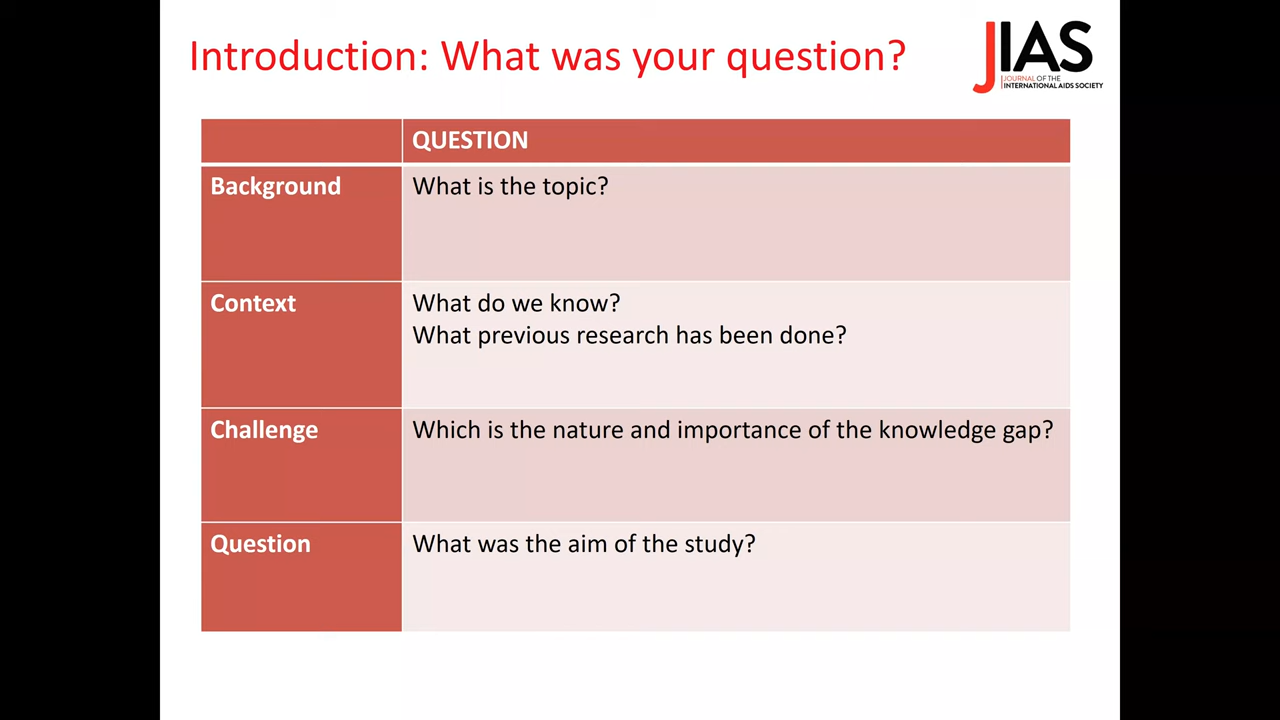 Introduction: What was your question?
JIAS
JOURNAL OF THE
INTERNATIONAL AIDS SOCIETY
QUESTION
Background
What is the topic?
Context
What do we know?
What previous research has been done?
Challenge
Which is the nature and importance of the knowledge gap?
Question
What was the aim of the study?